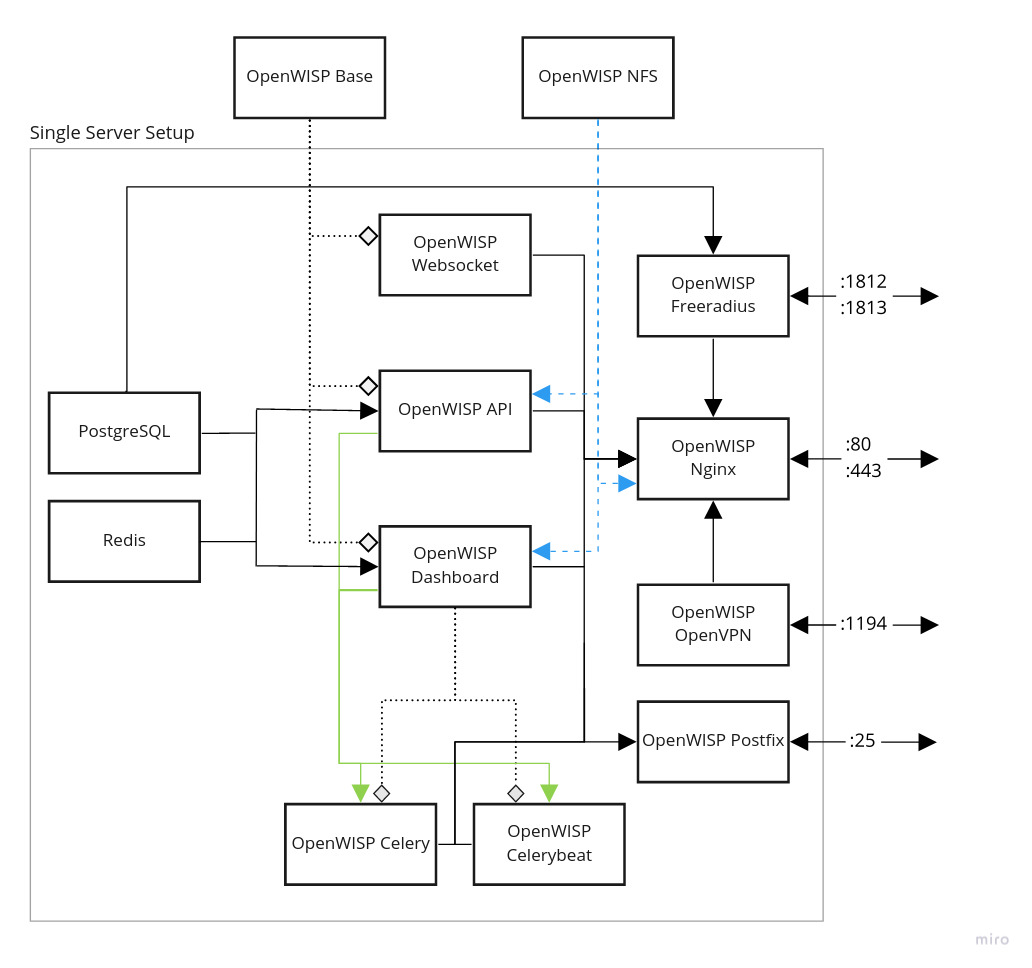 OpenWISP Base
OpenWISP NFS
Single Server Setup
OpenWISP
Websocket
OpenWISP
Freeradius
:1812
:1813
OpenWISP API
PostgreSQL
OpenWISP
Nginx
:80
:443
Redis
OpenWISP
Dashboard
OpenWISP
OpenVPN
:1194
OpenWISP Postfix
:25
OpenWISP Celery
OpenWISP
Celerybeat
miro